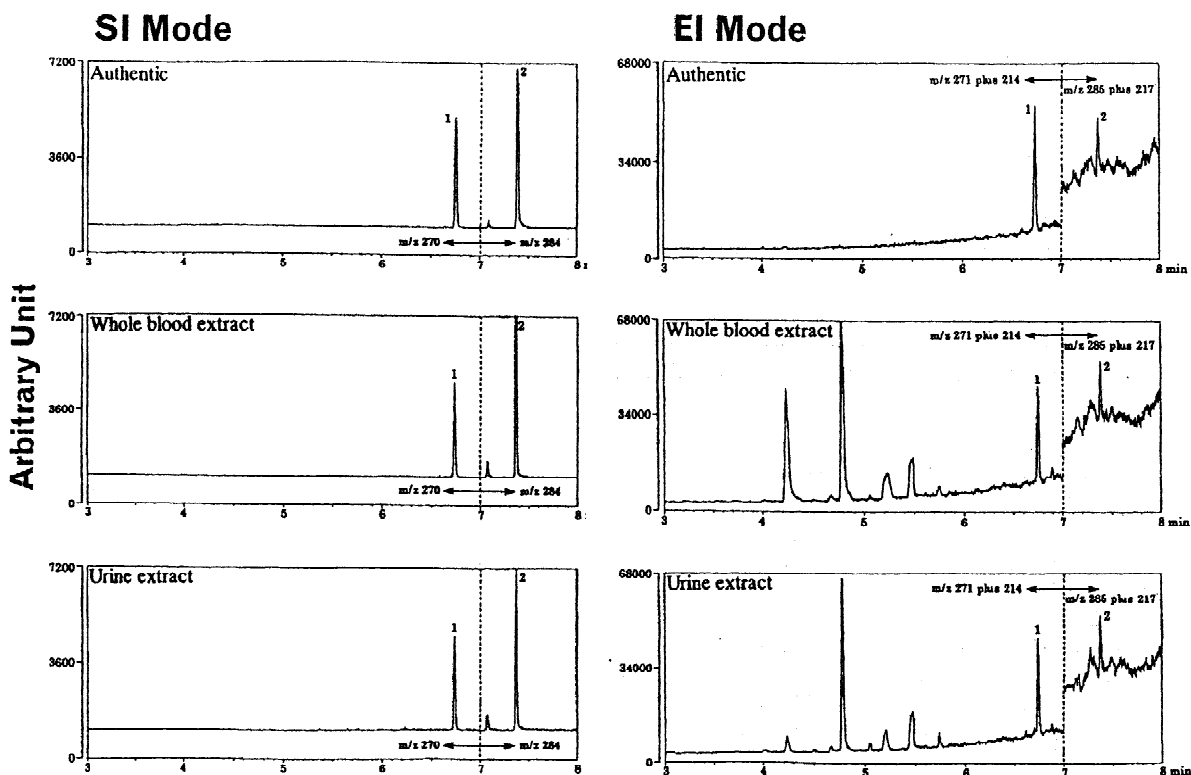 SI Mode
EI Mode
Arbitrary Unit
7200
Authentic
1
2
3600
m/z 270
m/z 284
0
3 4 5 6 7 8
68000
Authentic
m/z 271 plus 214
m/z 285 plus 217
1
2
34000
0
3 4 5 6 7 8 min
7200
Whole blood extract
2
1
3600
m/z 270
m/z 284
0
3 4 5 6 7 8
68000
Whole blood extract
m/z 271 plus 214
m/z 285 plus 217
1
2
34000
0
3 4 5 6 7 8 min
7200
Urine extract
2
1
3600
m/z 270
m/z 284
0
3 4 5 6 7 8
68000
Urine extract
m/z 271 plus 214
m/z 285 plus 217
1
2
34000
0
3 4 5 6 7 8 min